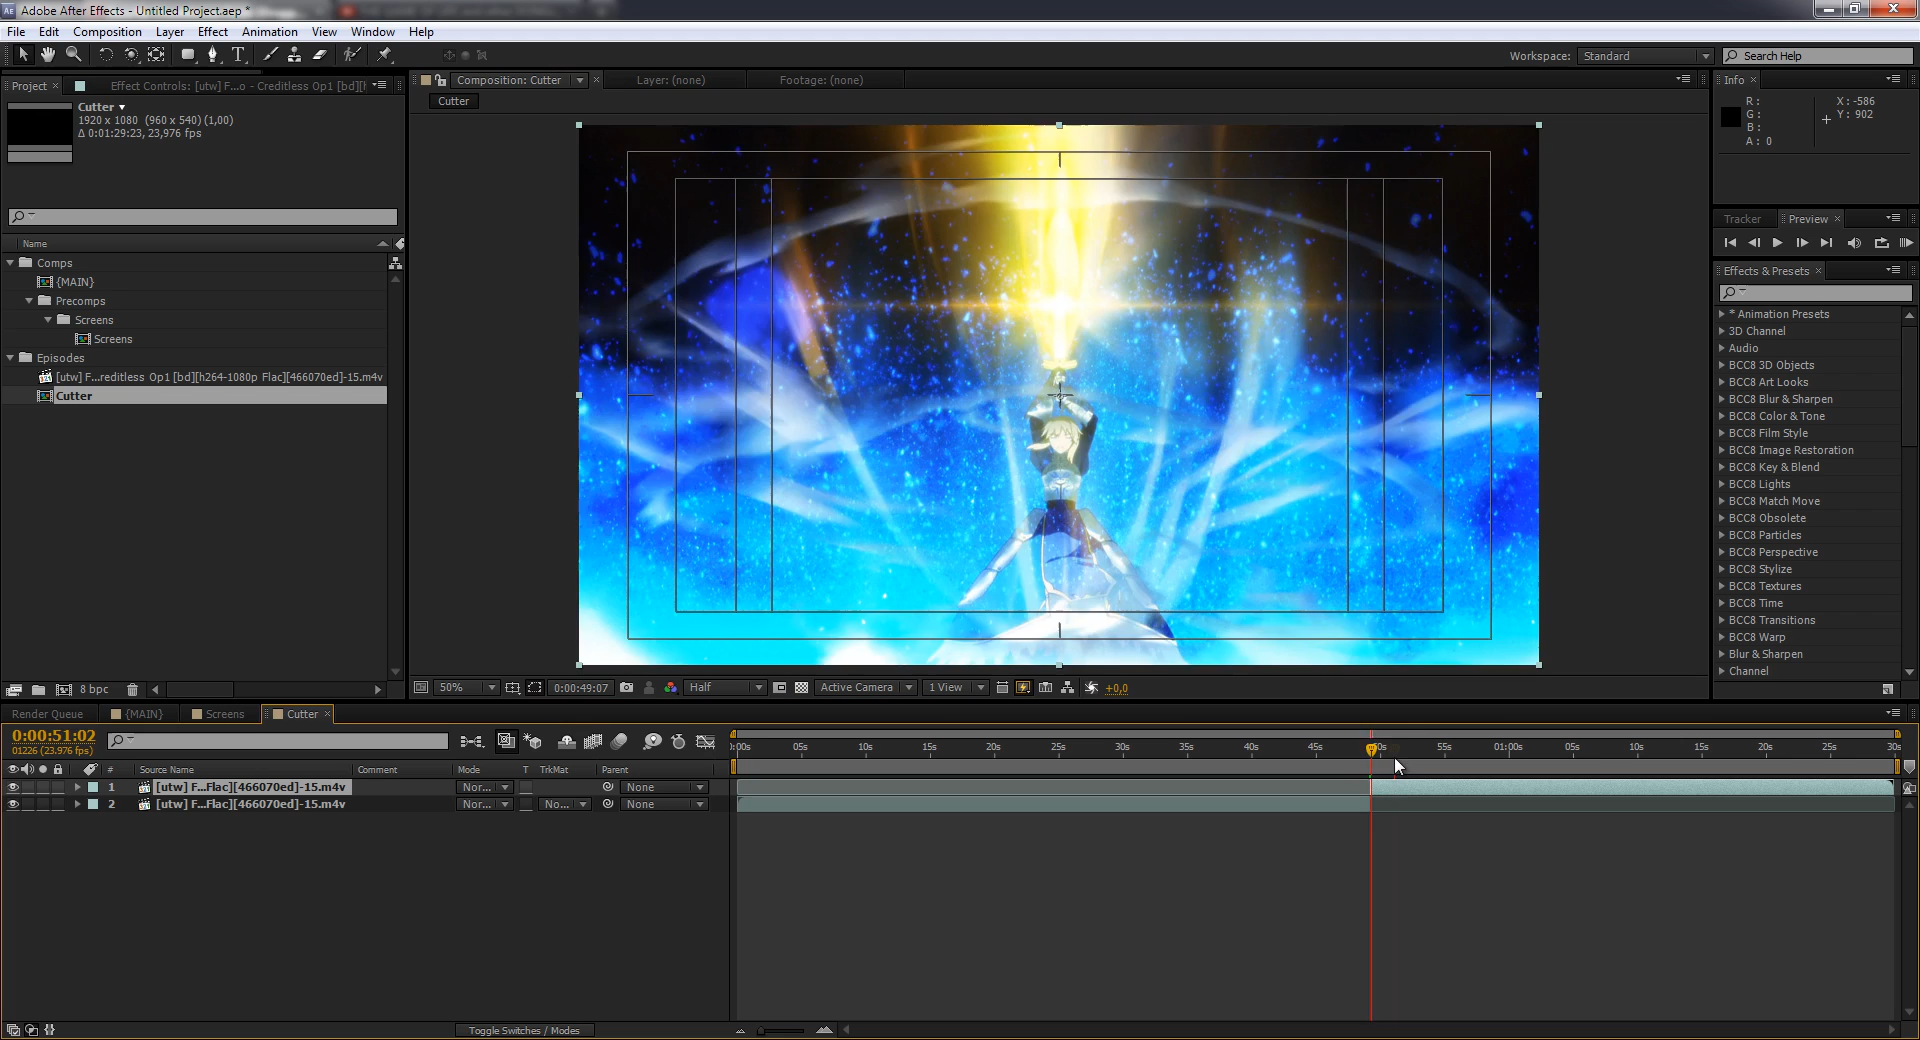 Adobe After Effects - Untitled Project.aep *
File Edit Composition Layer Effect Animation View Window Help
Workspace: Standard Search Help
Project Effect Controls: [utw] F...o - Creditless Op1 [bd][
Composition: Cutter Layer: (none) Footage: (none)
Info
Cutter
1920 x 1080 (960 x 540) (1,00)
Δ 0:01:29:23, 23,976 fps
Cutter
R :
G :
B :
A : 0
X : -586
Y : 902
Tracker Preview
Effects & Presets
Name
Comps
{MAIN}
Precomps
Screens
Screens
Episodes
[utw] F...reditless Op1 [bd][h264-1080p Flac][466070ed]-15.m4v
Cutter
* Animation Presets
3D Channel
Audio
BCC8 3D Objects
BCC8 Art Looks
BCC8 Blur & Sharpen
BCC8 Color & Tone
BCC8 Film Style
BCC8 Image Restoration
BCC8 Key & Blend
BCC8 Lights
BCC8 Match Move
BCC8 Obsolete
BCC8 Particles
BCC8 Perspective
BCC8 Stylize
BCC8 Textures
BCC8 Time
BCC8 Transitions
BCC8 Warp
Blur & Sharpen
Channel
8 bpc
50% 0:00:49:07 Half Active Camera 1 View +0,0
Render Queue {MAIN} Screens Cutter
0:00:51:02
01226 (23.976 fps)
:00s 05s 10s 15s 20s 25s 30s 35s 40s 45s 50s 55s 01:00s 05s 10s 15s 20s 25s 30s
# Source Name Comment Mode T TrkMat Parent
1 [utw] F...Flac][466070ed]-15.m4v Nor... None
2 [utw] F...Flac][466070ed]-15.m4v Nor... No... None
Toggle Switches / Modes